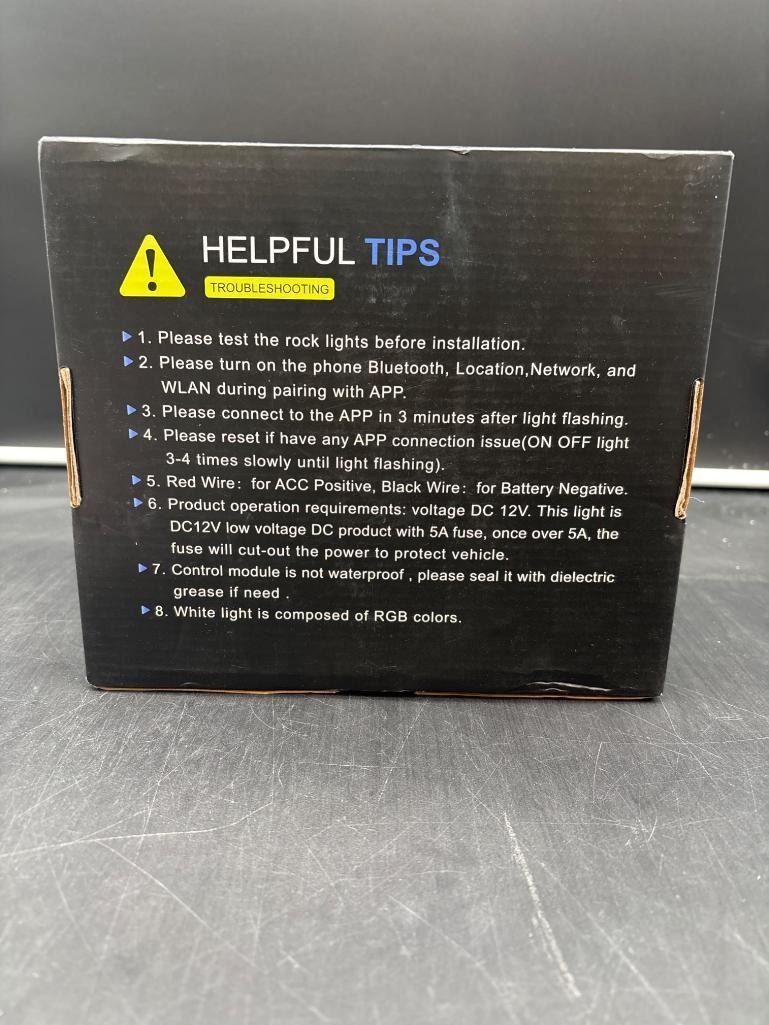 HELPFUL TIPS
TROUBLESHOOTING
1. Please test the rock lights before installation.
2. Please turn on the phone Bluetooth, Location,Network, and
WLAN during pairing with APP.
3. Please connect to the APP in 3 minutes after light flashing.
4. Please reset if have any APP connection issue(ON OFF light
3-4 times slowly until light flashing).
5. Red Wire: for ACC Positive, Black Wire: for Battery Negative.
6. Product operation requirements: voltage DC 12V. This light is
DC12V low voltage DC product with 5A fuse, once over 5A, the
fuse will cut-out the power to protect vehicle.
7. Control module is not waterproof , please seal it with dielectric
grease if need .
8. White light is composed of RGB colors.